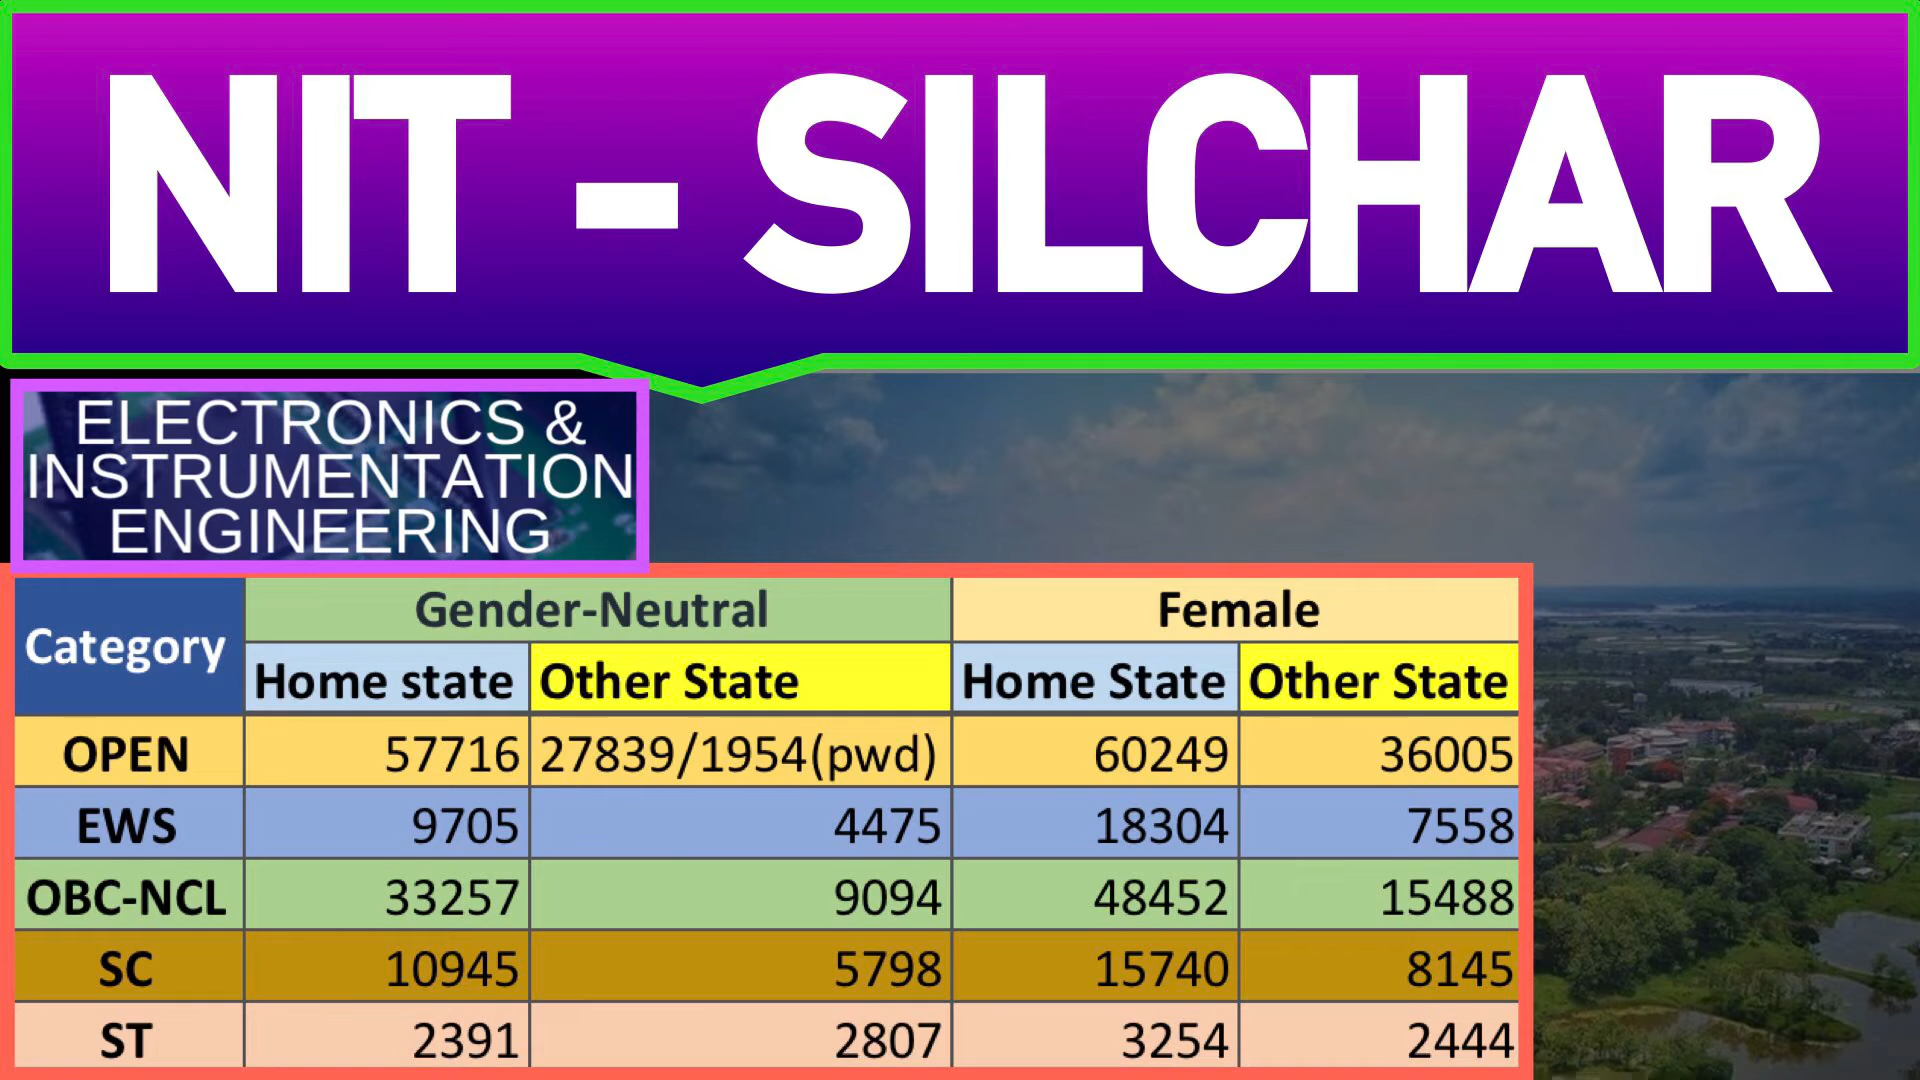 NIT - SILCHAR
ELECTRONICS &
INSTRUMENTATION
ENGINEERING
Category Gender-Neutral Female
Home state Other State Home State Other State
OPEN 57716 27839/1954(pwd) 60249 36005
EWS 9705 4475 18304 7558
OBC-NCL 33257 9094 48452 15488
SC 10945 5798 15740 8145
ST 2391 2807 3254 2444